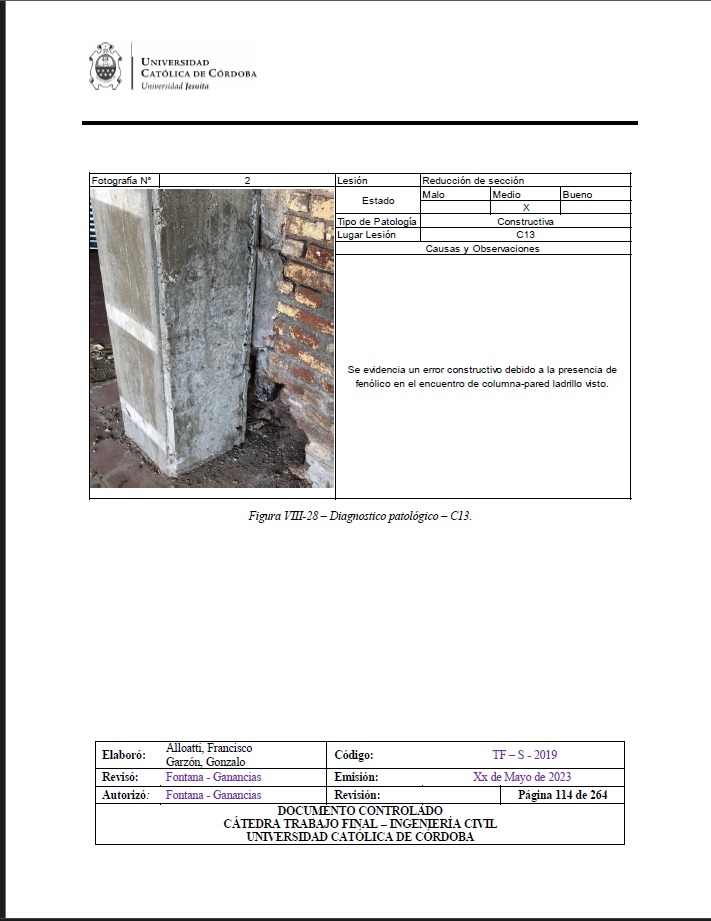 UNIVERSIDAD
CATÓLICA DE CÓRDOBA
Universidad Jesuita
Fotografía N° 2 Lesión Reducción de sección
Estado Malo Medio Bueno
X
Tipo de Patología Constructiva
Lugar Lesión C13
Causas y Observaciones
Se evidencia un error constructivo debido a la presencia de
fenólico en el encuentro de columna-pared ladrillo visto.
Figura VIII-28 – Diagnostico patológico – C13.
Elaboró: Alloatti, Francisco
Garzón, Gonzalo
Código: TF – S - 2019
Revisó: Fontana - Ganancias Emisión: Xx de Mayo de 2023
Autorizó: Fontana - Ganancias Revisión: Página 114 de 264
DOCUMENTO CONTROLADO
CÁTEDRA TRABAJO FINAL – INGENIERÍA CIVIL
UNIVERSIDAD CATÓLICA DE CÓRDOBA